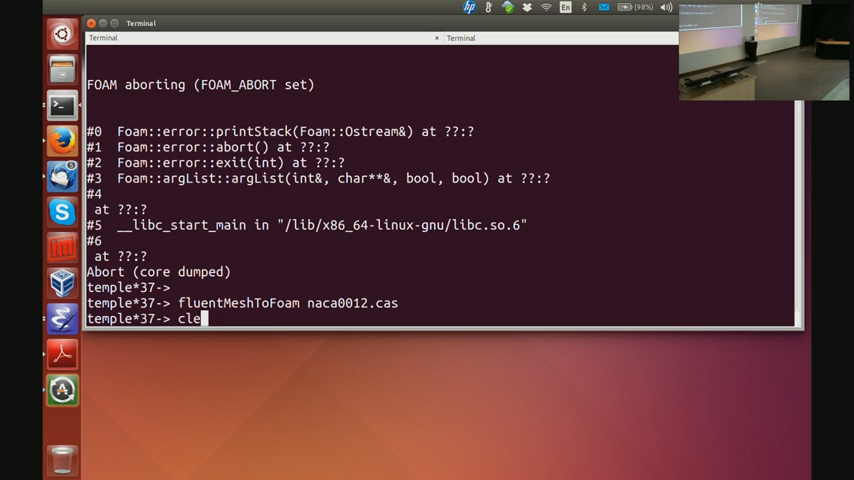 hp
En
(98%)
Terminal
Terminal
Terminal
FOAM aborting (FOAM_ABORT set)
#0  Foam::error::printStack(Foam::Ostream&) at ??:?
#1  Foam::error::abort() at ??:?
#2  Foam::error::exit(int) at ??:?
#3  Foam::argList::argList(int&, char**&, bool, bool) at ??:?
#4
 at ??:?
#5  __libc_start_main in "/lib/x86_64-linux-gnu/libc.so.6"
#6
 at ??:?
Abort (core dumped)
temple*37->
temple*37-> fluentMeshToFoam naca0012.cas
temple*37-> cle